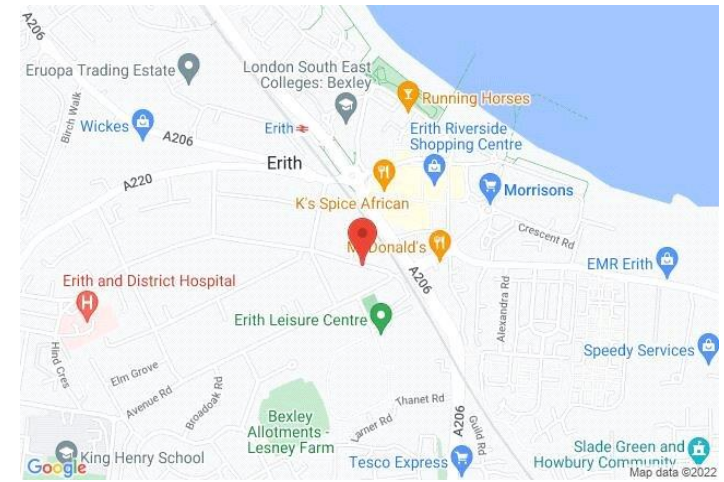 A206
Eruopa Trading Estate
London South East
Colleges: Bexley
Running Horses
Birch Walk
Wickes
A206
Erith
Erith Riverside
Shopping Centre
Erith
A220
Morrisons
K's Spice African
Crescent Rd
McDonald's
EMR Erith
A206
Erith and District Hospital
H
Alexandra Rd
Erith Leisure Centre
Speedy Services
Hind Cres
Elm Grove
Avenue Rd
Broadoak Rd
Thanet Rd
Bexley
Allotments -
Lesney Farm
Larner Rd
A206
Guild Rd
King Henry School
Tesco Express
Slade Green and
Howbury Community
Google
Map data ©2022